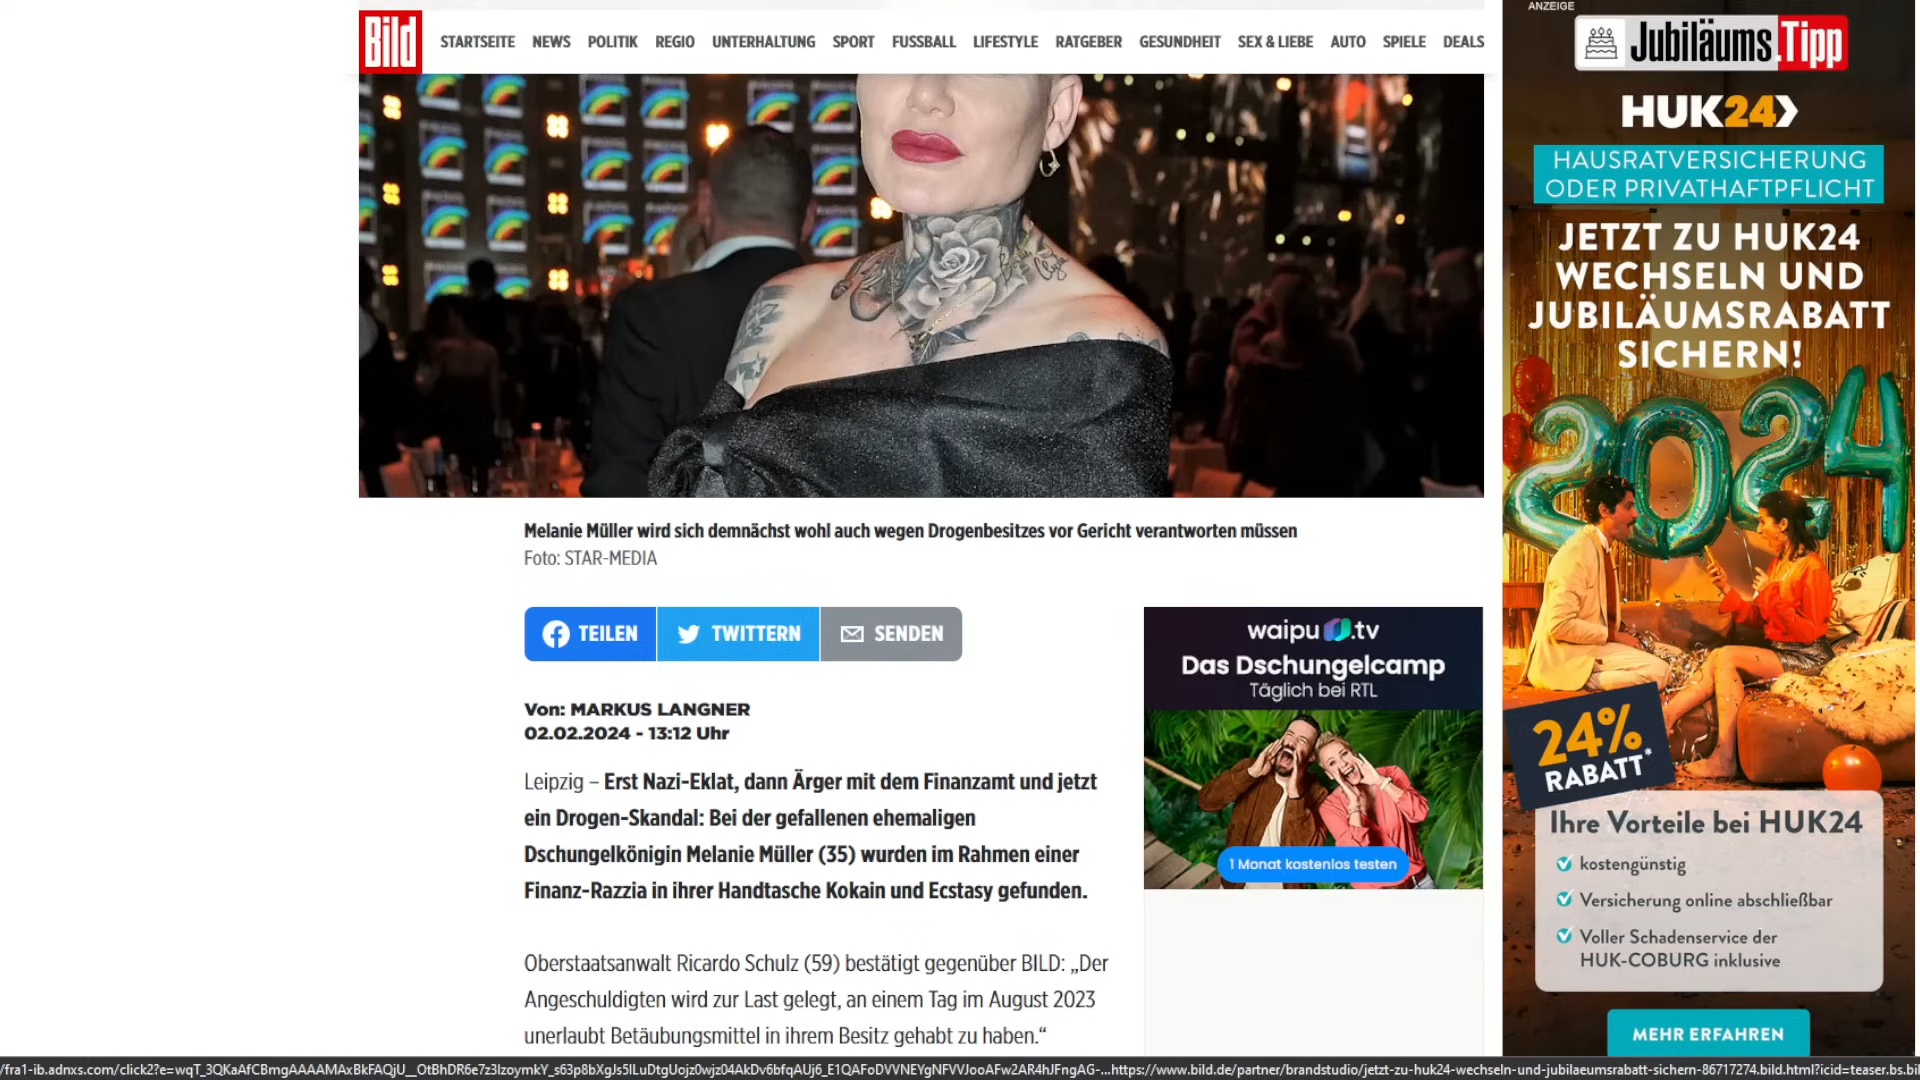 Bild
STARTSEITE NEWS POLITIK REGIO UNTERHALTUNG SPORT FUSSBALL LIFESTYLE RATGEBER GESUNDHEIT SEX & LIEBE AUTO SPIELE DEALS
Melanie Müller wird sich demnächst wohl auch wegen Drogenbesitzes vor Gericht verantworten müssen
Foto: STAR-MEDIA
TEILEN TWITTERN SENDEN
Von: MARKUS LANGNER
02.02.2024 - 13:12 Uhr
Leipzig – Erst Nazi-Eklat, dann Ärger mit dem Finanzamt und jetzt
ein Drogen-Skandal: Bei der gefallenen ehemaligen
Dschungelkönigin Melanie Müller (35) wurden im Rahmen einer
Finanz-Razzia in ihrer Handtasche Kokain und Ecstasy gefunden.
Oberstaatsanwalt Ricardo Schulz (59) bestätigt gegenüber BILD: „Der
Angeschuldigten wird zur Last gelegt, an einem Tag im August 2023
unerlaubt Betäubungsmittel in ihrem Besitz gehabt zu haben.“
waipu.tv
Das Dschungelcamp
Täglich bei RTL
1 Monat kostenlos testen
ANZEIGE
Jubiläums.Tipp
HUK24
HAUSRATVERSICHERUNG
ODER PRIVATHAFTPFLICHT
JETZT ZU HUK24
WECHSELN UND
JUBILÄUMSRABATT
SICHERN!
2024
24%
RABATT*
Ihre Vorteile bei HUK24
kostengünstig
Versicherung online abschließbar
Voller Schadenservice der
HUK-COBURG inklusive
MEHR ERFAHREN